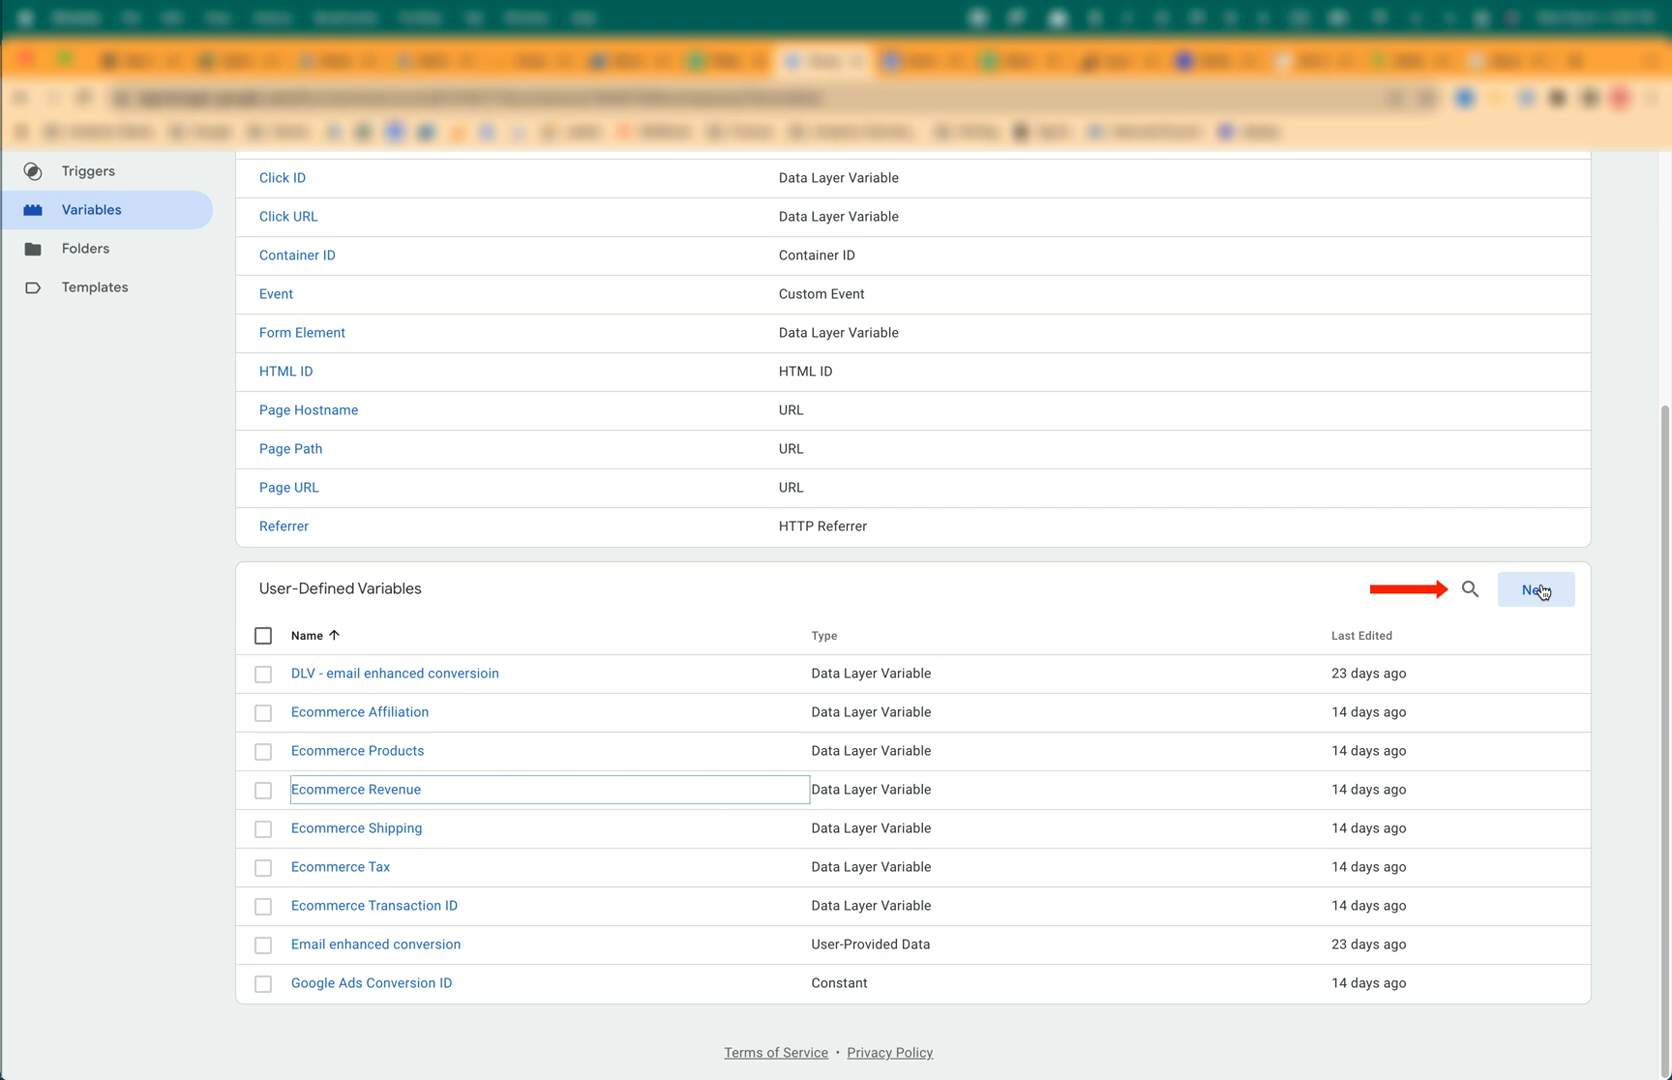 Triggers
Variables
Folders
Templates
Click ID Data Layer Variable
Click URL Data Layer Variable
Container ID Container ID
Event Custom Event
Form Element Data Layer Variable
HTML ID HTML ID
Page Hostname URL
Page Path URL
Page URL URL
Referrer HTTP Referrer
User-Defined Variables
Name Type Last Edited
DLV - email enhanced conversioin Data Layer Variable 23 days ago
Ecommerce Affiliation Data Layer Variable 14 days ago
Ecommerce Products Data Layer Variable 14 days ago
Ecommerce Revenue Data Layer Variable 14 days ago
Ecommerce Shipping Data Layer Variable 14 days ago
Ecommerce Tax Data Layer Variable 14 days ago
Ecommerce Transaction ID Data Layer Variable 14 days ago
Email enhanced conversion User-Provided Data 23 days ago
Google Ads Conversion ID Constant 14 days ago
Terms of Service • Privacy Policy